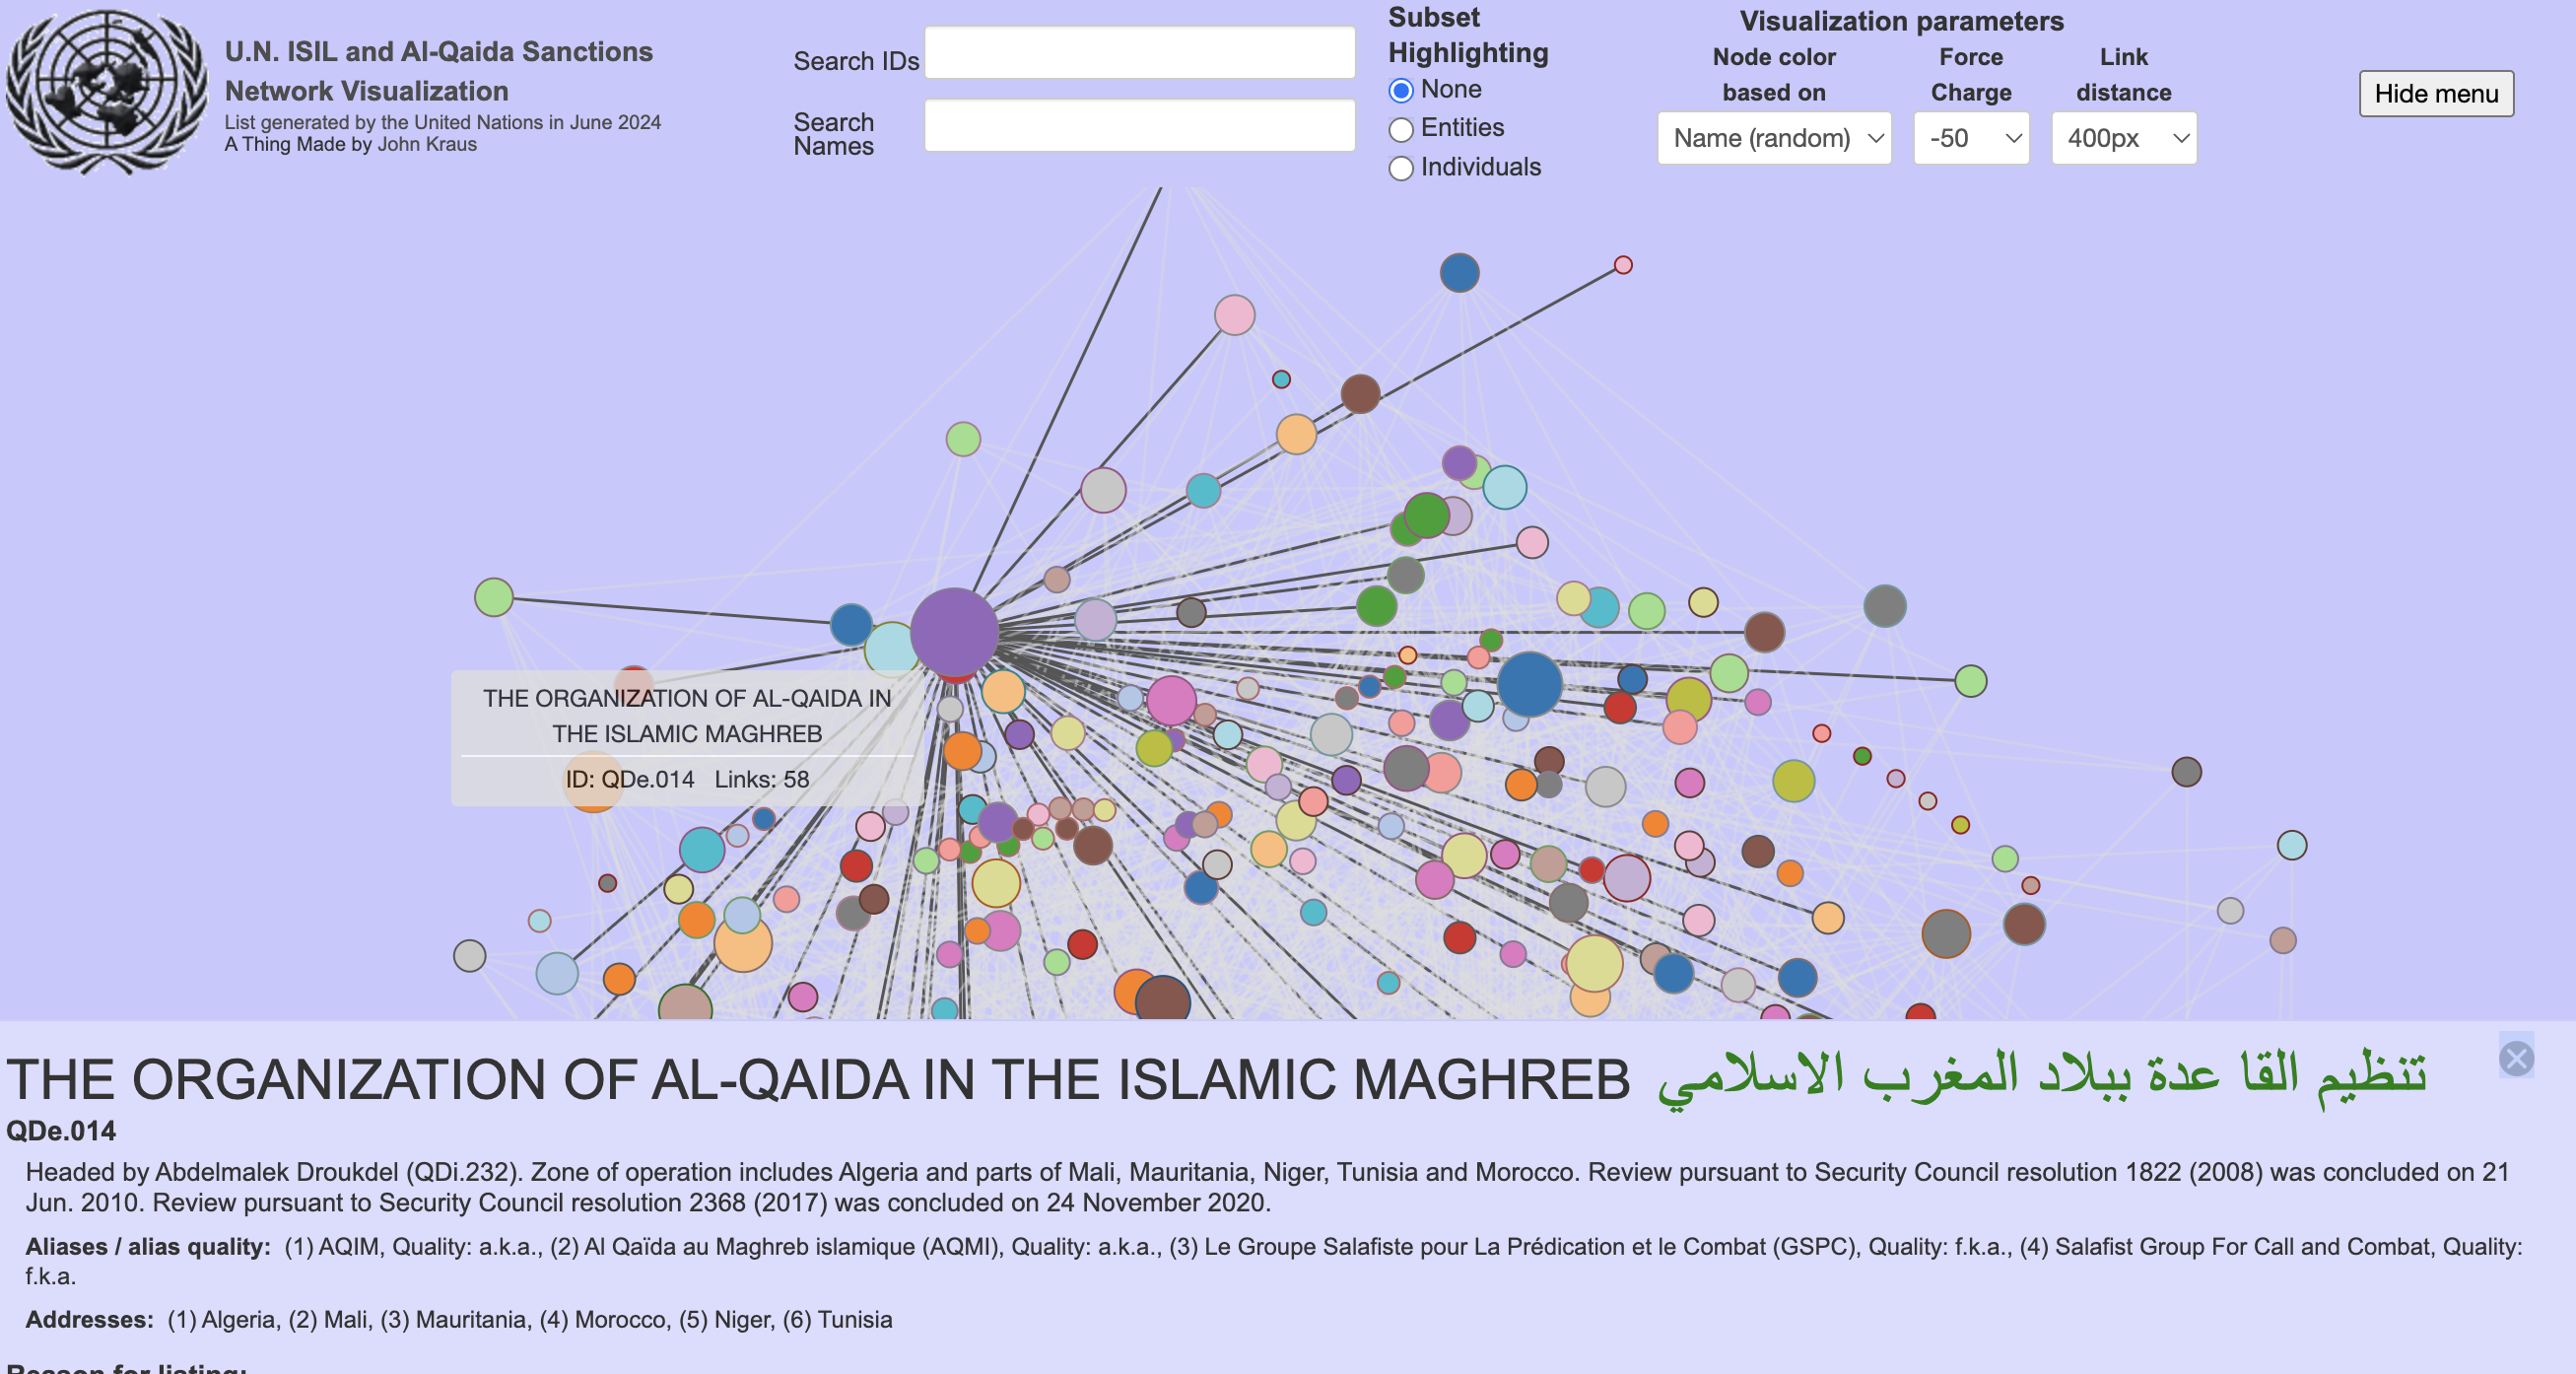 U.N. ISIL and Al-Qaida Sanctions
Network Visualization
List generated by the United Nations in June 2024
A Thing Made by John Kraus
Search IDs
Search
Names
Subset
Highlighting
None
Entities
Individuals
Visualization parameters
Node color
based on
Name (random)
Force
Charge
-50
Link
distance
400px
Hide menu
THE ORGANIZATION OF AL-QAIDA IN
THE ISLAMIC MAGHREB
ID: QDe.014 Links: 58
THE ORGANIZATION OF AL-QAIDA IN THE ISLAMIC MAGHREB تنظيم القا عدة ببلاد المغرب الاسلامي
QDe.014
Headed by Abdelmalek Droukdel (QDi.232). Zone of operation includes Algeria and parts of Mali, Mauritania, Niger, Tunisia and Morocco. Review pursuant to Security Council resolution 1822 (2008) was concluded on 21
Jun. 2010. Review pursuant to Security Council resolution 2368 (2017) was concluded on 24 November 2020.
Aliases / alias quality: (1) AQIM, Quality: a.k.a., (2) Al Qaïda au Maghreb islamique (AQMI), Quality: a.k.a., (3) Le Groupe Salafiste pour La Prédication et le Combat (GSPC), Quality: f.k.a., (4) Salafist Group For Call and Combat, Quality:
f.k.a.
Addresses: (1) Algeria, (2) Mali, (3) Mauritania, (4) Morocco, (5) Niger, (6) Tunisia
Reason for listing: